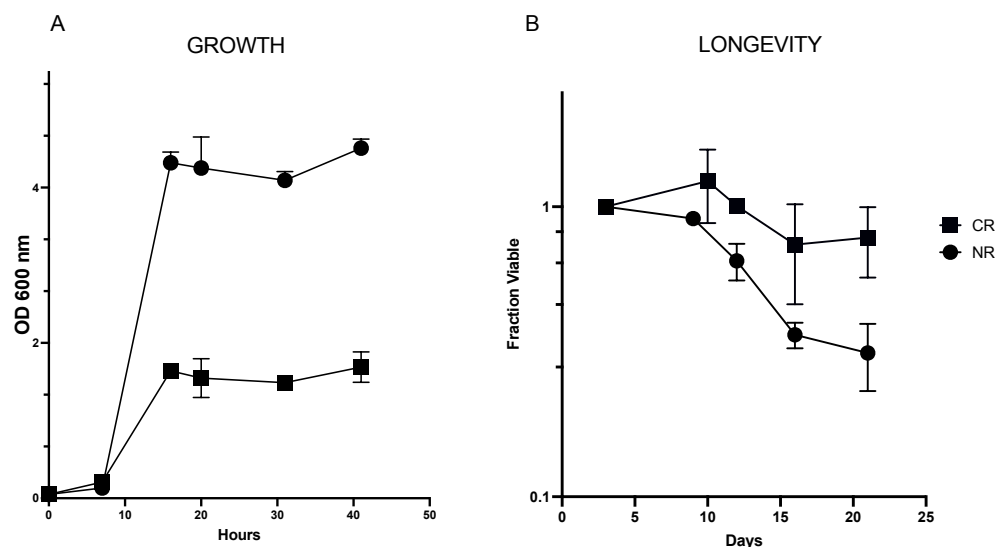 A
GROWTH
OD 600 nm
4
2
0
0 10 20 30 40 50
Hours
B
LONGEVITY
Fraction Viable
1
0.1
0 5 10 15 20 25
Days
CR
NR